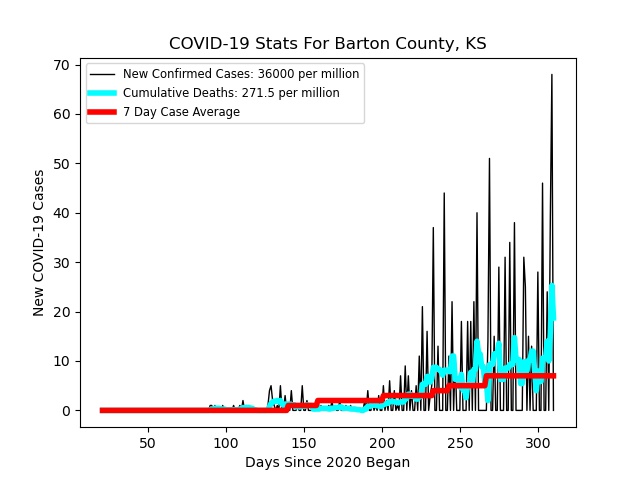 COVID-19 Stats For Barton County, KS
New Confirmed Cases: 36000 per million
Cumulative Deaths: 271.5 per million
7 Day Case Average
New COVID-19 Cases
70
60
50
40
30
20
10
0
50 100 150 200 250 300
Days Since 2020 Began